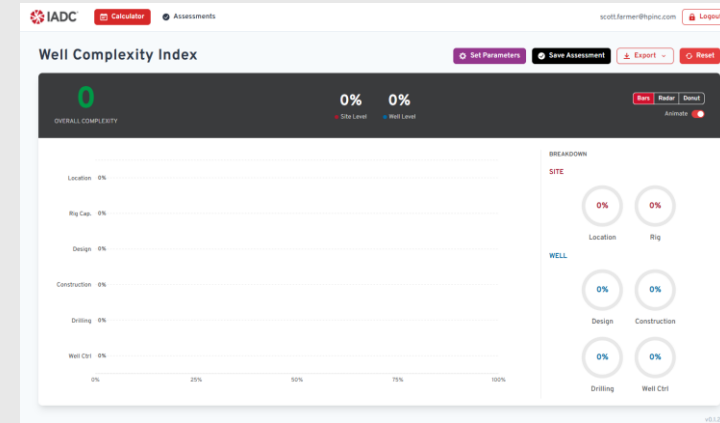 IADC Calculator Assessments scott.farmer@hpinc.com Logout
Well Complexity Index Set Parameters Save Assessment Export Reset
0
OVERALL COMPLEXITY
0% 0%
Site Level Well Level
Bars Radar Donut
Animate
Location 0%
Rig Cap. 0%
Design 0%
Construction 0%
Drilling 0%
Well Ctrl 0%
0% 25% 50% 75% 100%
BREAKDOWN
SITE
0% 0%
Location Rig
WELL
0% 0%
Design Construction
0% 0%
Drilling Well Ctrl